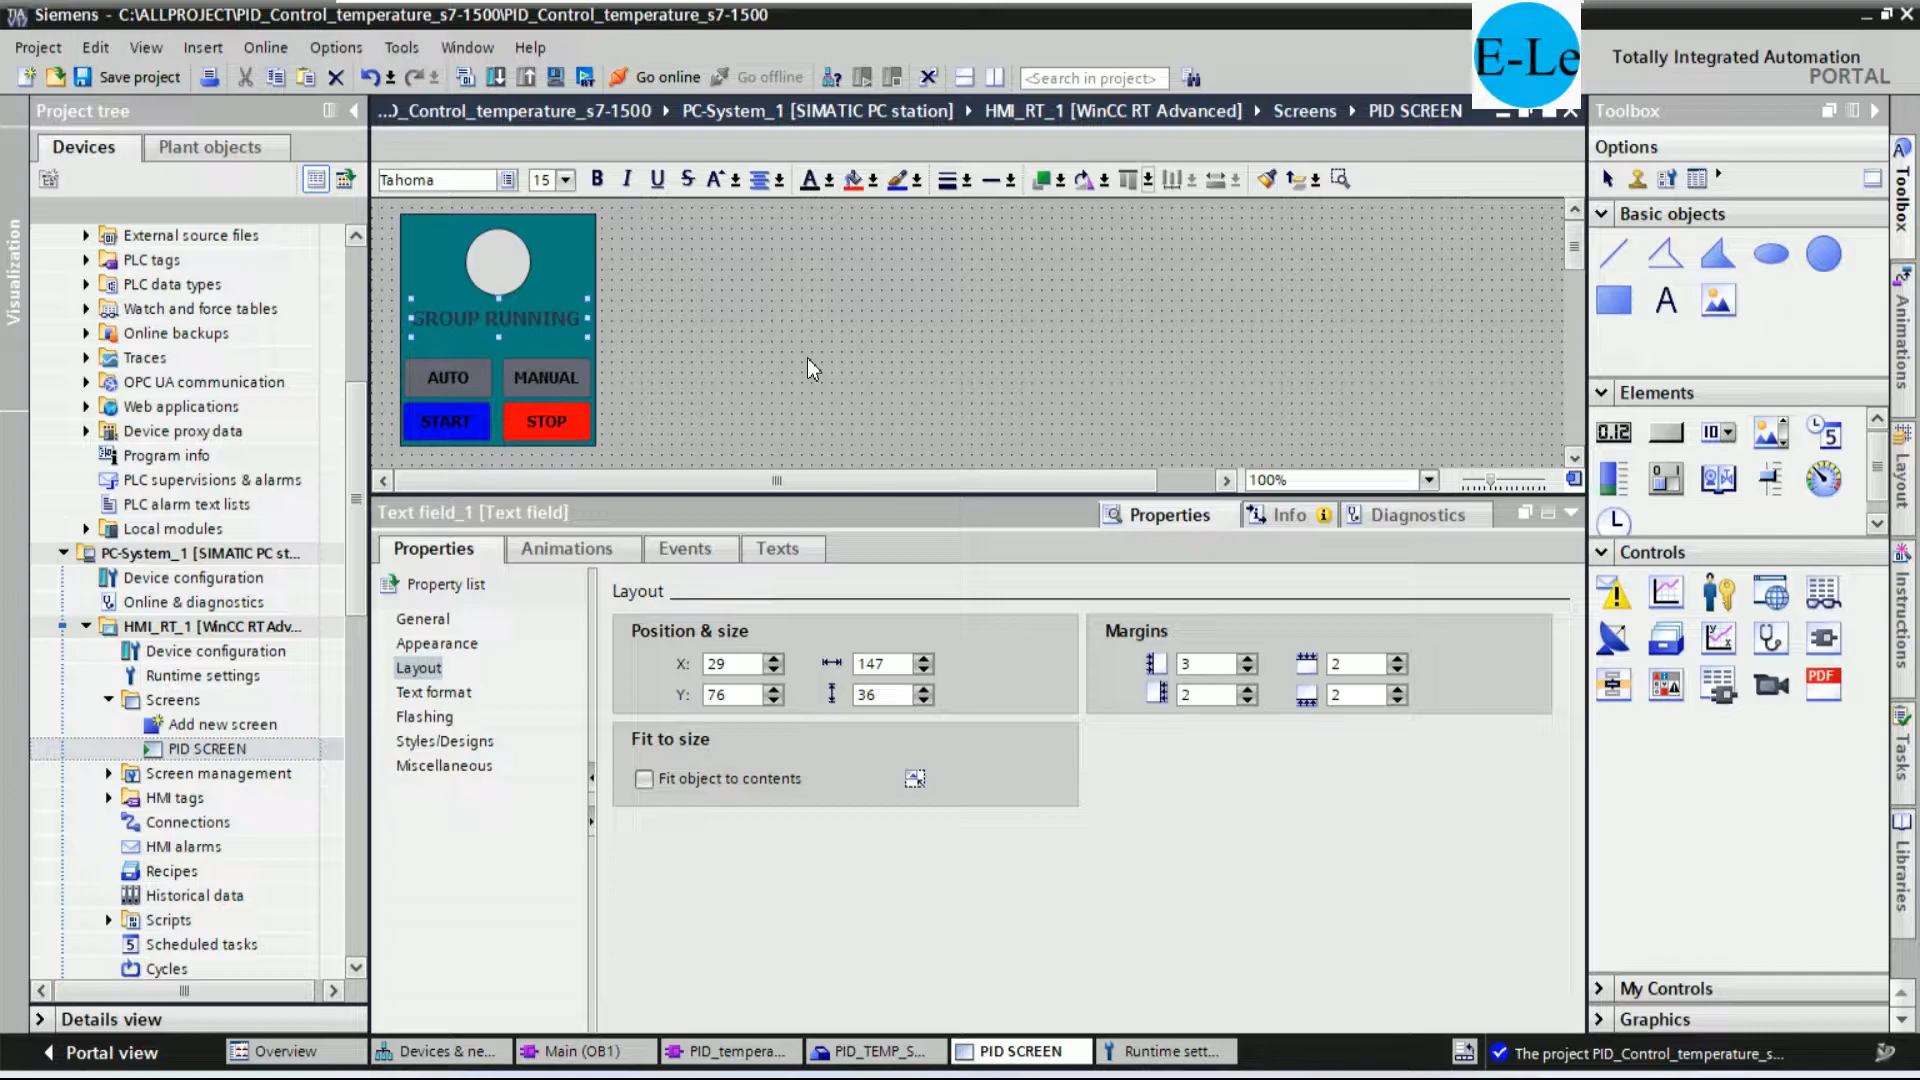 Siemens - C:\ALLPROJECT\PID_Control_temperature_s7-1500\PID_Control_temperature_s7-1500
Project Edit View Insert Online Options Tools Window Help
E-Le
Totally Integrated Automation
PORTAL
Save project
Go online
Go offline
<Search in project>
Project tree
Devices
Plant objects
Visualization
External source files
PLC tags
PLC data types
Watch and force tables
Online backups
Traces
OPC UA communication
Web applications
Device proxy data
Program info
PLC supervisions & alarms
PLC alarm text lists
Local modules
PC-System_1 [SIMATIC PC st...
Device configuration
Online & diagnostics
HMI_RT_1 [WinCC RT Adv...
Device configuration
Runtime settings
Screens
Add new screen
PID SCREEN
Screen management
HMI tags
Connections
HMI alarms
Recipes
Historical data
Scripts
Scheduled tasks
Cycles
Details view
...)_Control_temperature_s7-1500 PC-System_1 [SIMATIC PC station] HMI_RT_1 [WinCC RT Advanced] Screens PID SCREEN
Tahoma 15 B I U S A A
GROUP RUNNING
AUTO MANUAL
START STOP
100%
Text field_1 [Text field]
Properties Info Diagnostics
Properties Animations Events Texts
Property list
General
Appearance
Layout
Text format
Flashing
Styles/Designs
Miscellaneous
Layout
Position & size
X: 29 147
Y: 76 36
Margins
3 2
2 2
Fit to size
Fit object to contents
Toolbox
Options
Basic objects
A
Elements
0.12 10 5
Controls
PDF
My Controls
Graphics
Toolbox
Animations
Layout
Instructions
Tasks
Libraries
Portal view
Overview
Devices & ne...
Main (OB1)
PID_tempera...
PID_TEMP_S...
PID SCREEN
Runtime sett...
The project PID_Control_temperature_s...